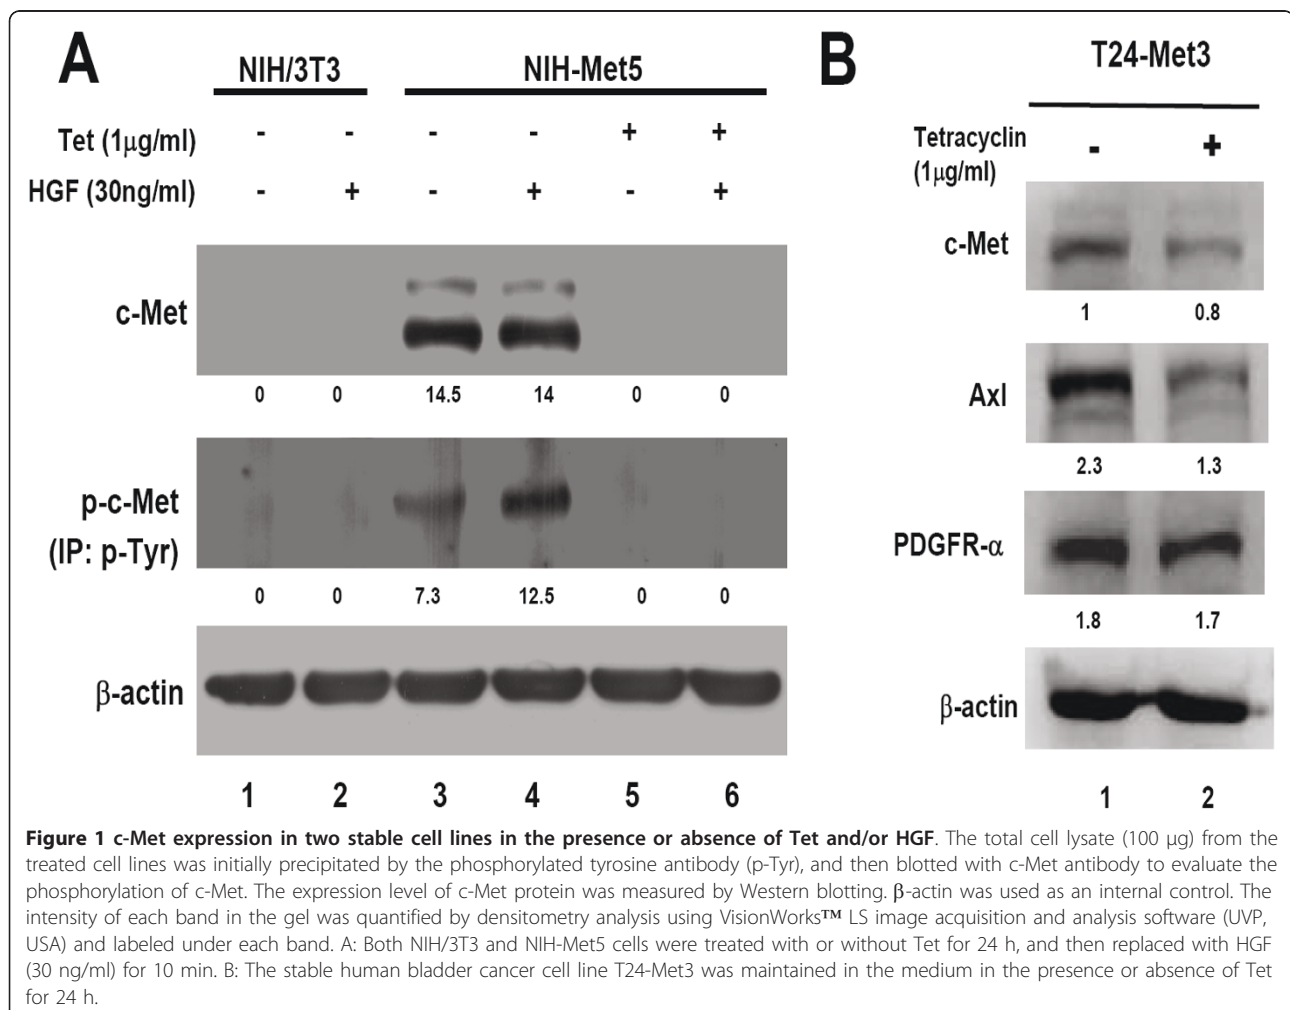 A
NIH/3T3 NIH-Met5
Tet (1μg/ml) - - - - + +
HGF (30ng/ml) - + - + - +
c-Met
0 0 14.5 14 0 0
p-c-Met
(IP: p-Tyr)
0 0 7.3 12.5 0 0
β-actin
1 2 3 4 5 6
B
T24-Met3
Tetracyclin - +
(1μg/ml)
c-Met
1 0.8
Axl
2.3 1.3
PDGFR-α
1.8 1.7
β-actin
1 2
Figure 1 c-Met expression in two stable cell lines in the presence or absence of Tet and/or HGF. The total cell lysate (100 μg) from the
treated cell lines was initially precipitated by the phosphorylated tyrosine antibody (p-Tyr), and then blotted with c-Met antibody to evaluate the
phosphorylation of c-Met. The expression level of c-Met protein was measured by Western blotting. β-actin was used as an internal control. The
intensity of each band in the gel was quantified by densitometry analysis using VisionWorks™ LS image acquisition and analysis software (UVP,
USA) and labeled under each band. A: Both NIH/3T3 and NIH-Met5 cells were treated with or without Tet for 24 h, and then replaced with HGF
(30 ng/ml) for 10 min. B: The stable human bladder cancer cell line T24-Met3 was maintained in the medium in the presence or absence of Tet
for 24 h.